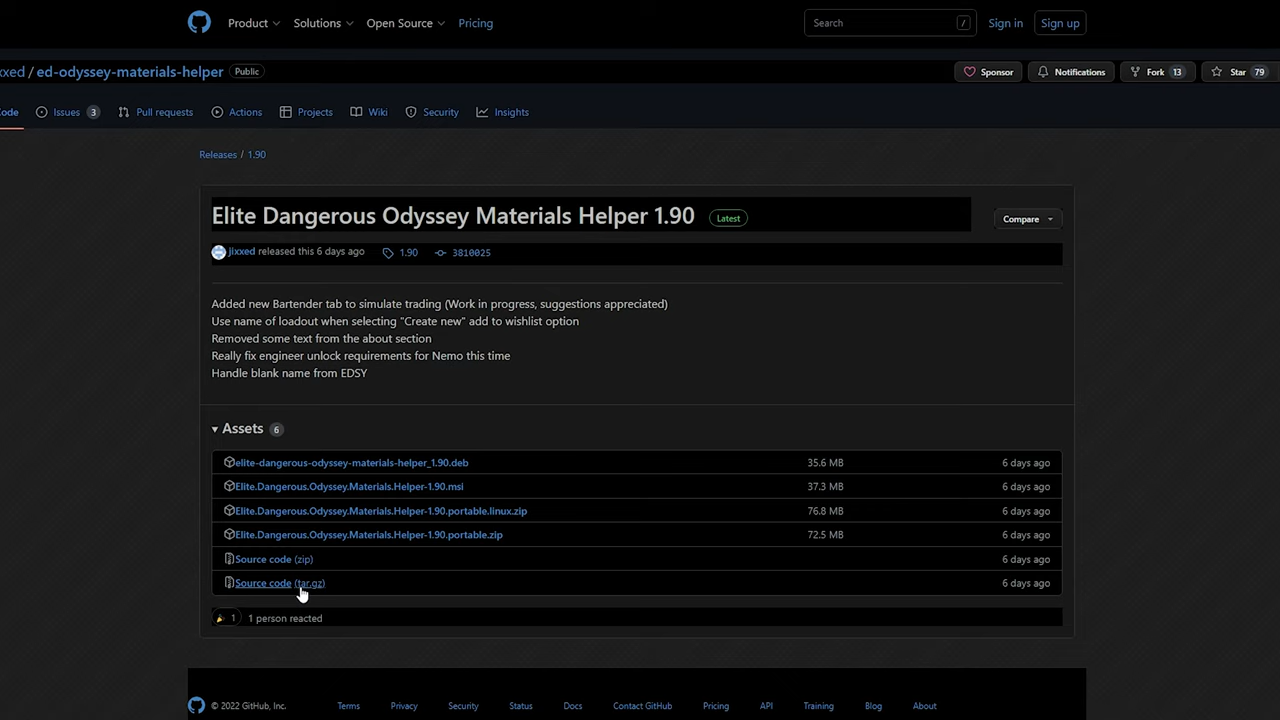 Product Solutions Open Source Pricing Search / Sign in Sign up
xed / ed-odyssey-materials-helper Public Sponsor Notifications Fork 13 Star 79
ode Issues 3 Pull requests Actions Projects Wiki Security Insights
Releases / 1.90
Elite Dangerous Odyssey Materials Helper 1.90 Latest Compare
jixxed released this 6 days ago 1.90 3810025
Added new Bartender tab to simulate trading (Work in progress, suggestions appreciated)
Use name of loadout when selecting "Create new" add to wishlist option
Removed some text from the about section
Really fix engineer unlock requirements for Nemo this time
Handle blank name from EDSY
Assets 6
elite-dangerous-odyssey-materials-helper_1.90.deb 35.6 MB 6 days ago
Elite.Dangerous.Odyssey.Materials.Helper-1.90.msi 37.3 MB 6 days ago
Elite.Dangerous.Odyssey.Materials.Helper-1.90.portable.linux.zip 76.8 MB 6 days ago
Elite.Dangerous.Odyssey.Materials.Helper-1.90.portable.zip 72.5 MB 6 days ago
Source code (zip) 6 days ago
Source code (tar.gz) 6 days ago
1 1 person reacted
© 2022 GitHub, Inc. Terms Privacy Security Status Docs Contact GitHub Pricing API Training Blog About